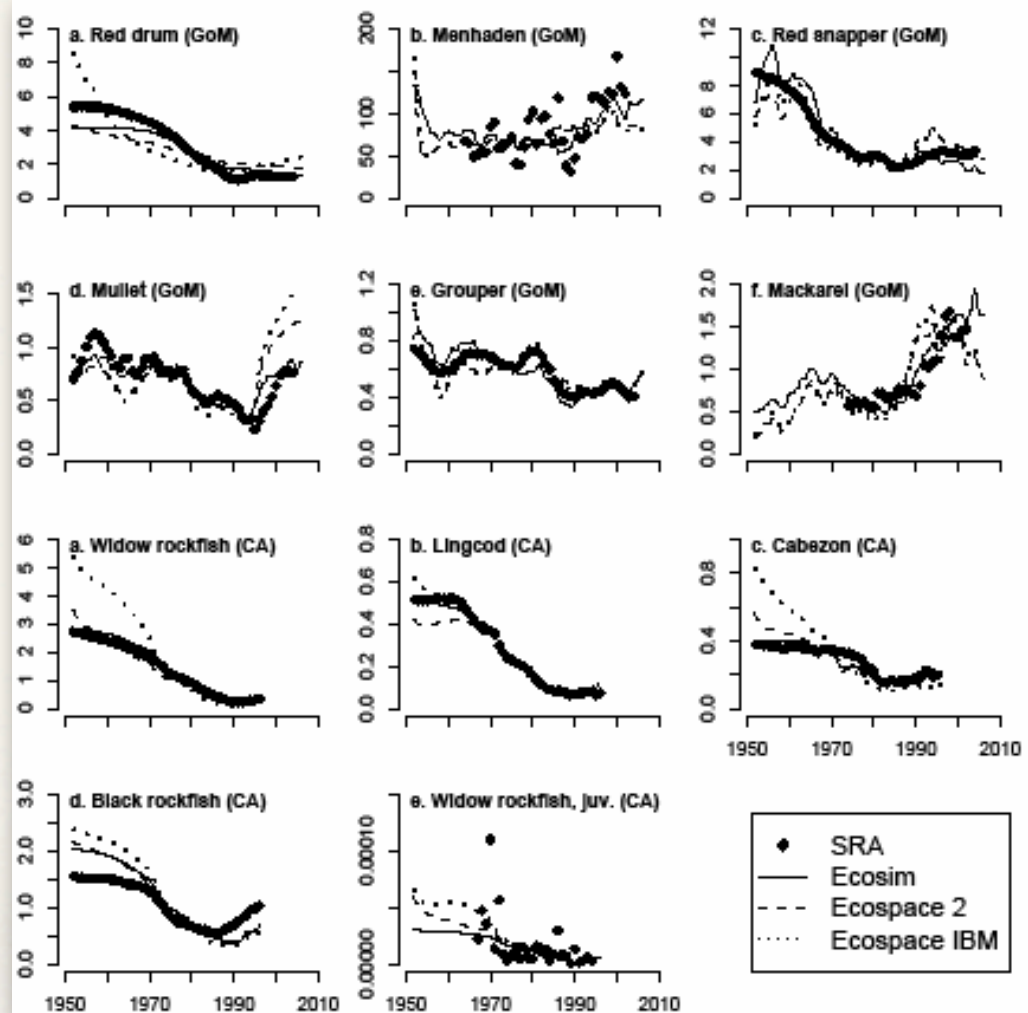 a. Red drum (GoM)
0 2 4 6 8 10
b. Menhaden (GoM)
0 50 100 200
c. Red snapper (GoM)
0 2 4 6 8 12
d. Mullet (GoM)
0.0 0.5 1.0 1.5
e. Grouper (GoM)
0.0 0.4 0.8 1.2
f. Mackarel (GoM)
0.0 0.5 1.0 1.5 2.0
a. Widow rockfish (CA)
0 1 2 3 4 5 6
b. Lingcod (CA)
0.0 0.2 0.4 0.6 0.8
c. Cabezon (CA)
0.0 0.4 0.8
1950 1970 1990 2010
d. Black rockfish (CA)
0.0 1.0 2.0 3.0
1950 1970 1990 2010
e. Widow rockfish, juv. (CA)
0.00000 0.00010
1950 1970 1990 2010
SRA
Ecosim
Ecospace 2
Ecospace IBM